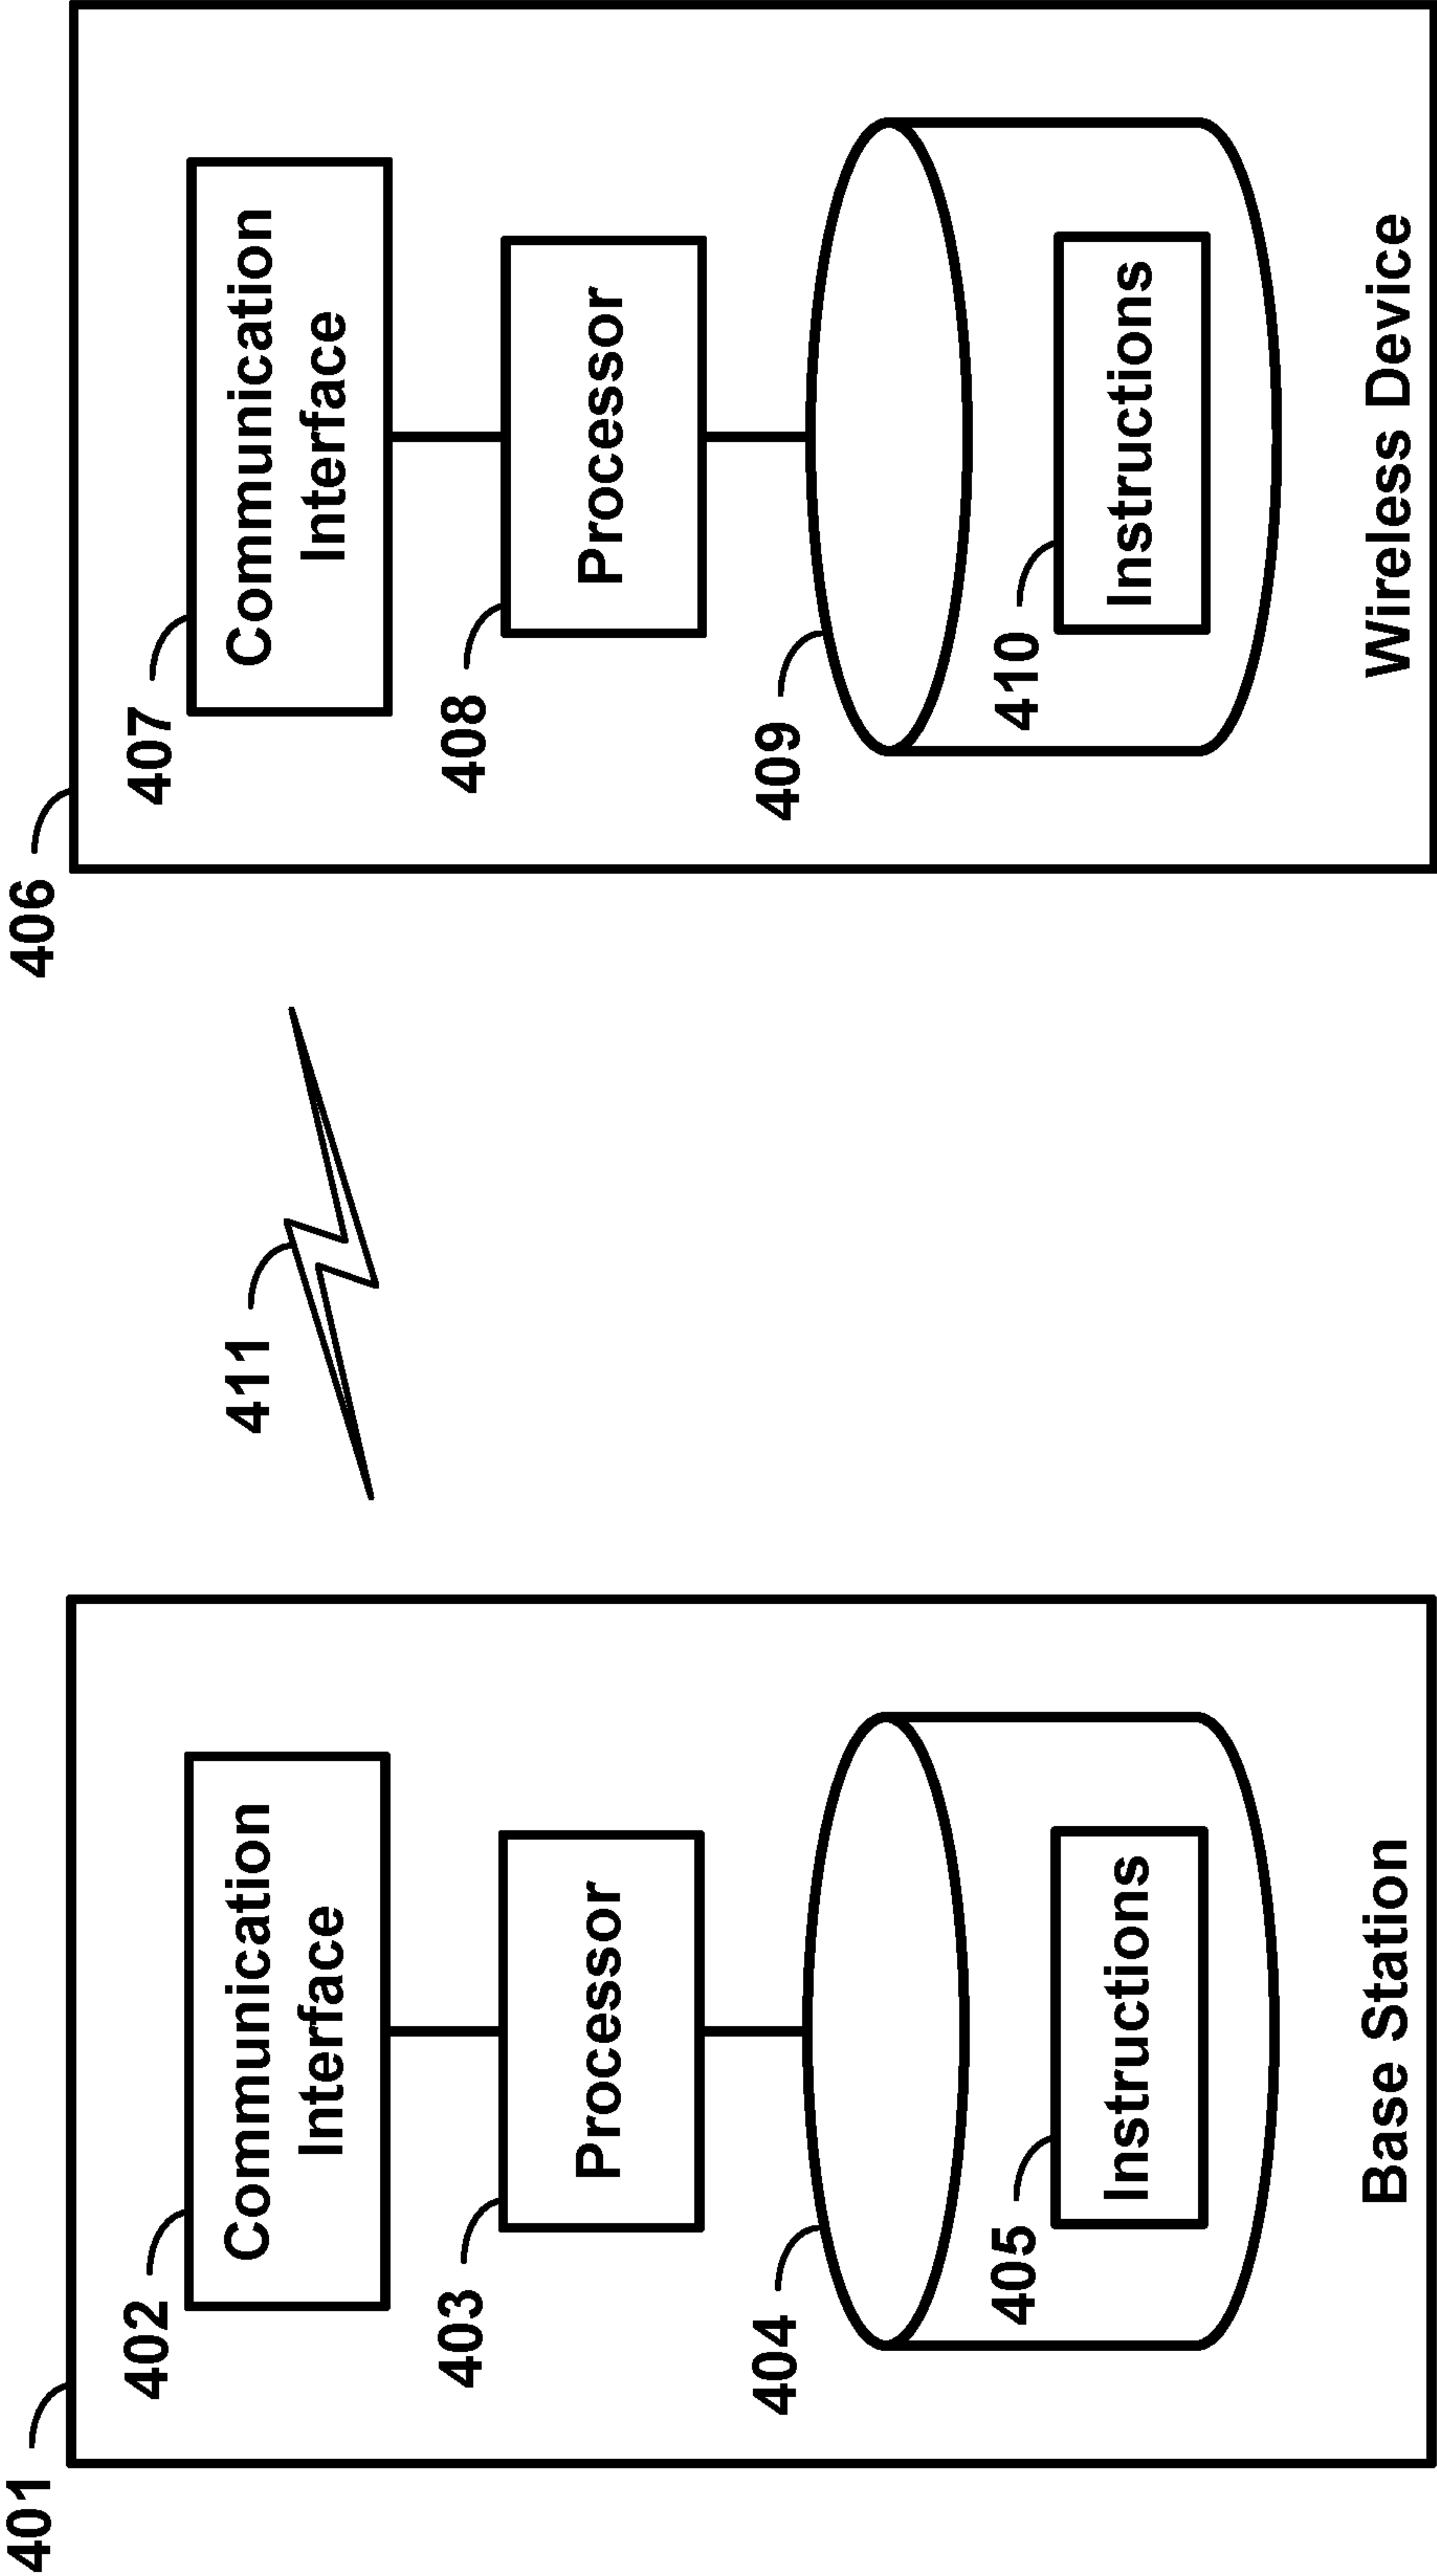 401
402
Communication
Interface
403
Processor
404
405
Instructions
Base Station
411
406
407
Communication
Interface
408
Processor
409
410
Instructions
Wireless Device